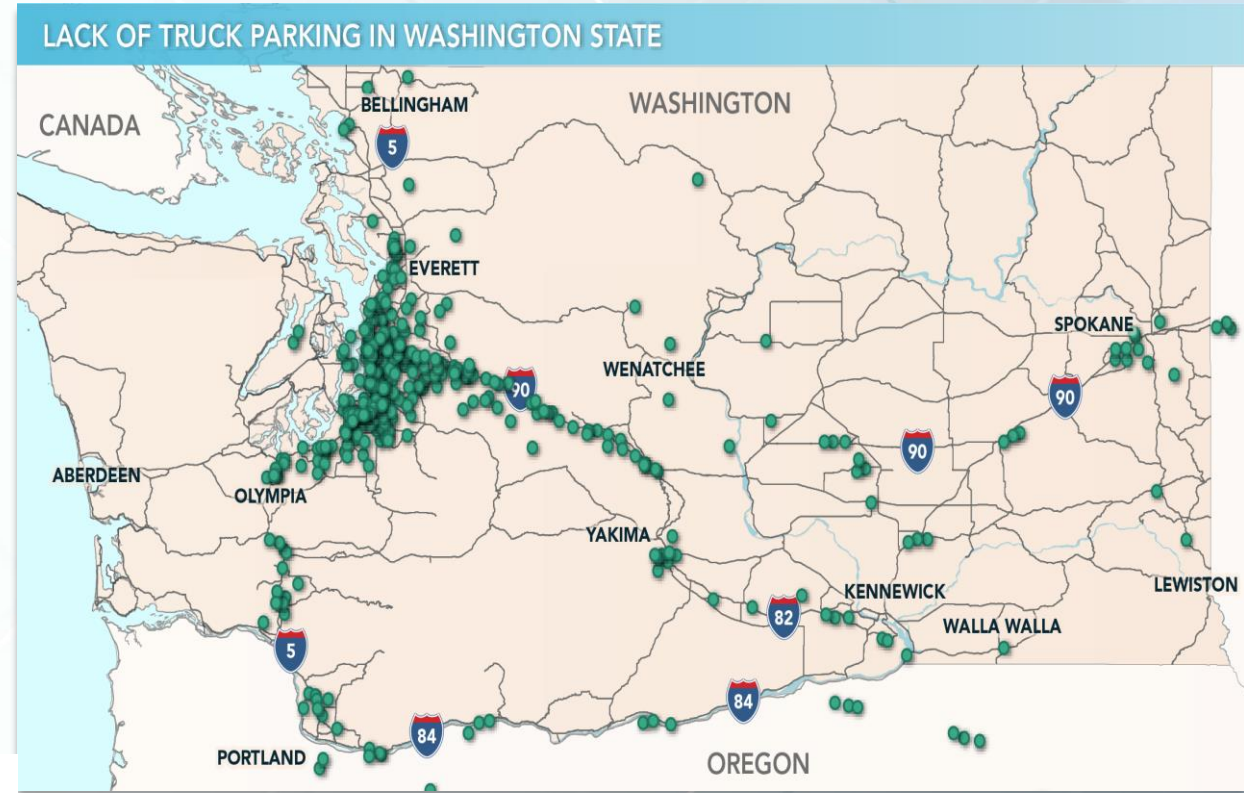 LACK OF TRUCK PARKING IN WASHINGTON STATE
BELLINGHAM
WASHINGTON
CANADA
5
EVERETT
SPOKANE
WENATCHEE
90
90
90
ABERDEEN
OLYMPIA
YAKIMA
KENNEWICK
LEWISTON
82
WALLA WALLA
5
84
84
PORTLAND
OREGON